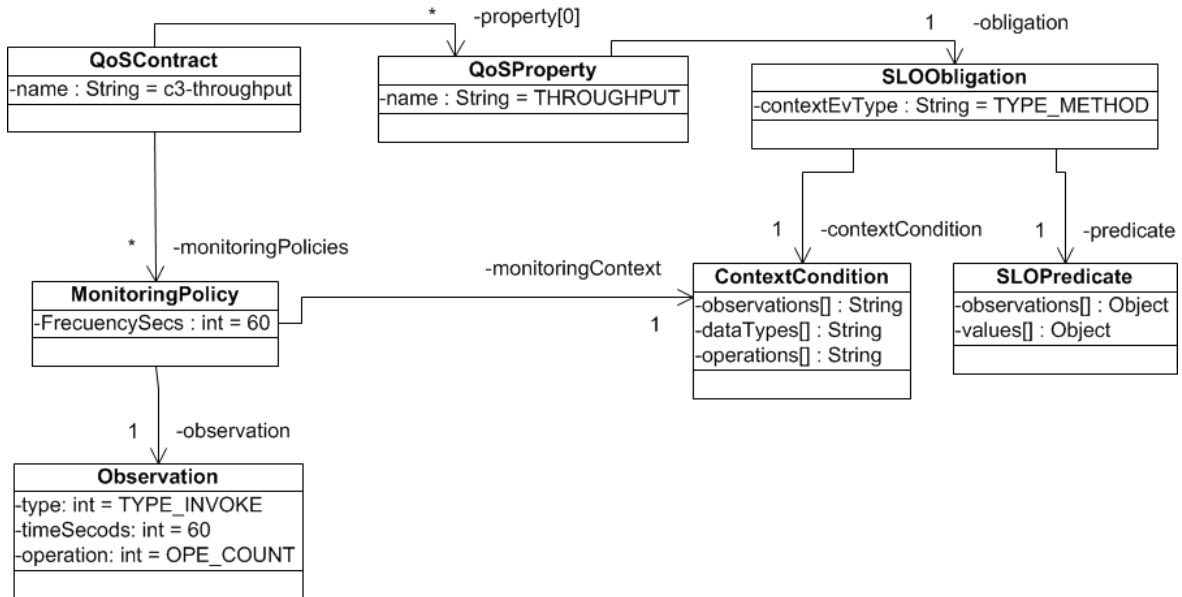 * -property[0]
1 -obligation
QoSContract
-name : String = c3-throughput
QoSProperty
-name : String = THROUGHPUT
SLOObligation
-contextEvType : String = TYPE_METHOD
* -monitoringPolicies
1 -contextCondition
1 -predicate
-monitoringContext
1
MonitoringPolicy
-FrecuencySecs : int = 60
ContextCondition
-observations[] : String
-dataTypes[] : String
-operations[] : String
SLOPredicate
-observations[] : Object
-values[] : Object
1 -observation
Observation
-type: int = TYPE_INVOKE
-timeSecods: int = 60
-operation: int = OPE_COUNT